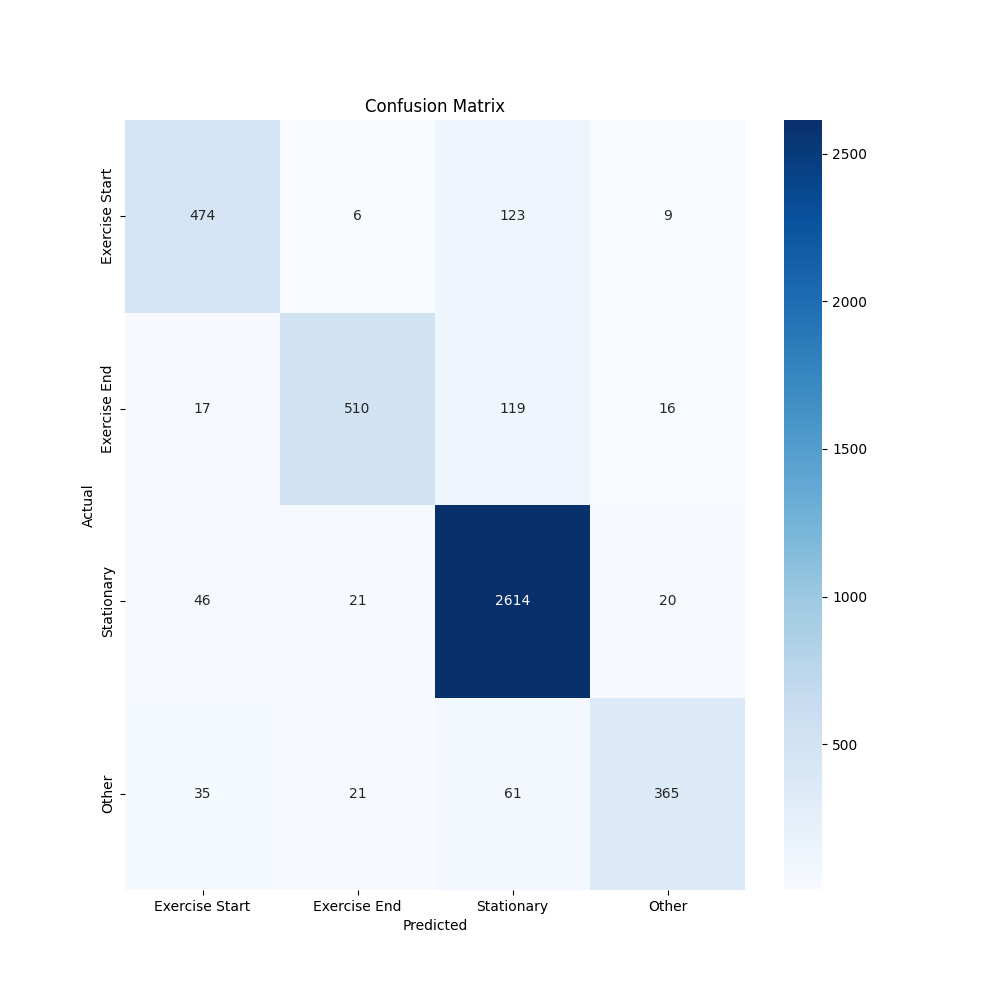 Confusion Matrix
Actual
Exercise Start
474 6 123 9
Exercise End
17 510 119 16
Stationary
46 21 2614 20
Other
35 21 61 365
Exercise Start Exercise End Stationary Other
Predicted
2500
2000
1500
1000
500